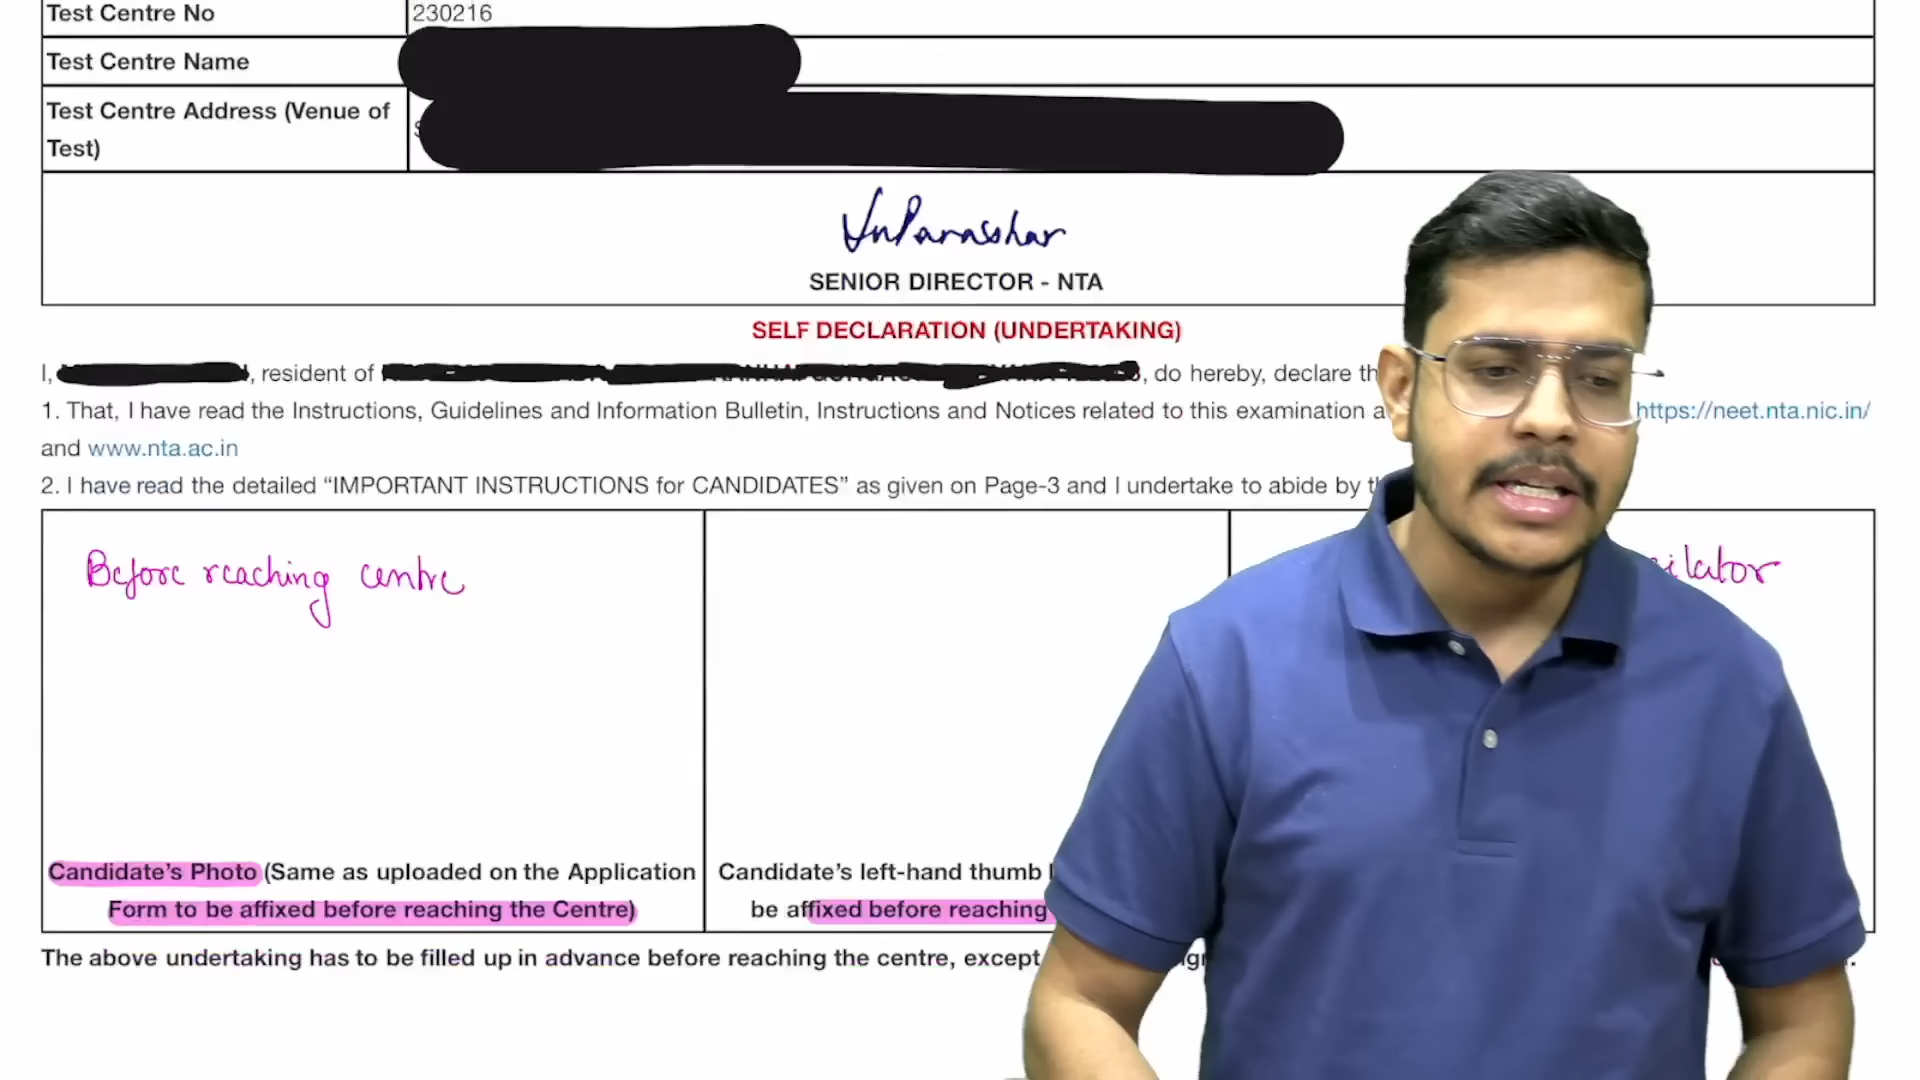 Test Centre No 230216
Test Centre Name
Test Centre Address (Venue of
Test)
VnParasshar
SENIOR DIRECTOR - NTA
SELF DECLARATION (UNDERTAKING)
I, , resident of , do hereby, declare th
1. That, I have read the Instructions, Guidelines and Information Bulletin, Instructions and Notices related to this examination a https://neet.nta.nic.in/
and www.nta.ac.in
2. I have read the detailed “IMPORTANT INSTRUCTIONS for CANDIDATES” as given on Page-3 and I undertake to abide by th
Before reaching centre
ilator
Candidate's Photo (Same as uploaded on the Application
Form to be affixed before reaching the Centre)
Candidate's left-hand thumb
be affixed before reaching
The above undertaking has to be filled up in advance before reaching the centre, except